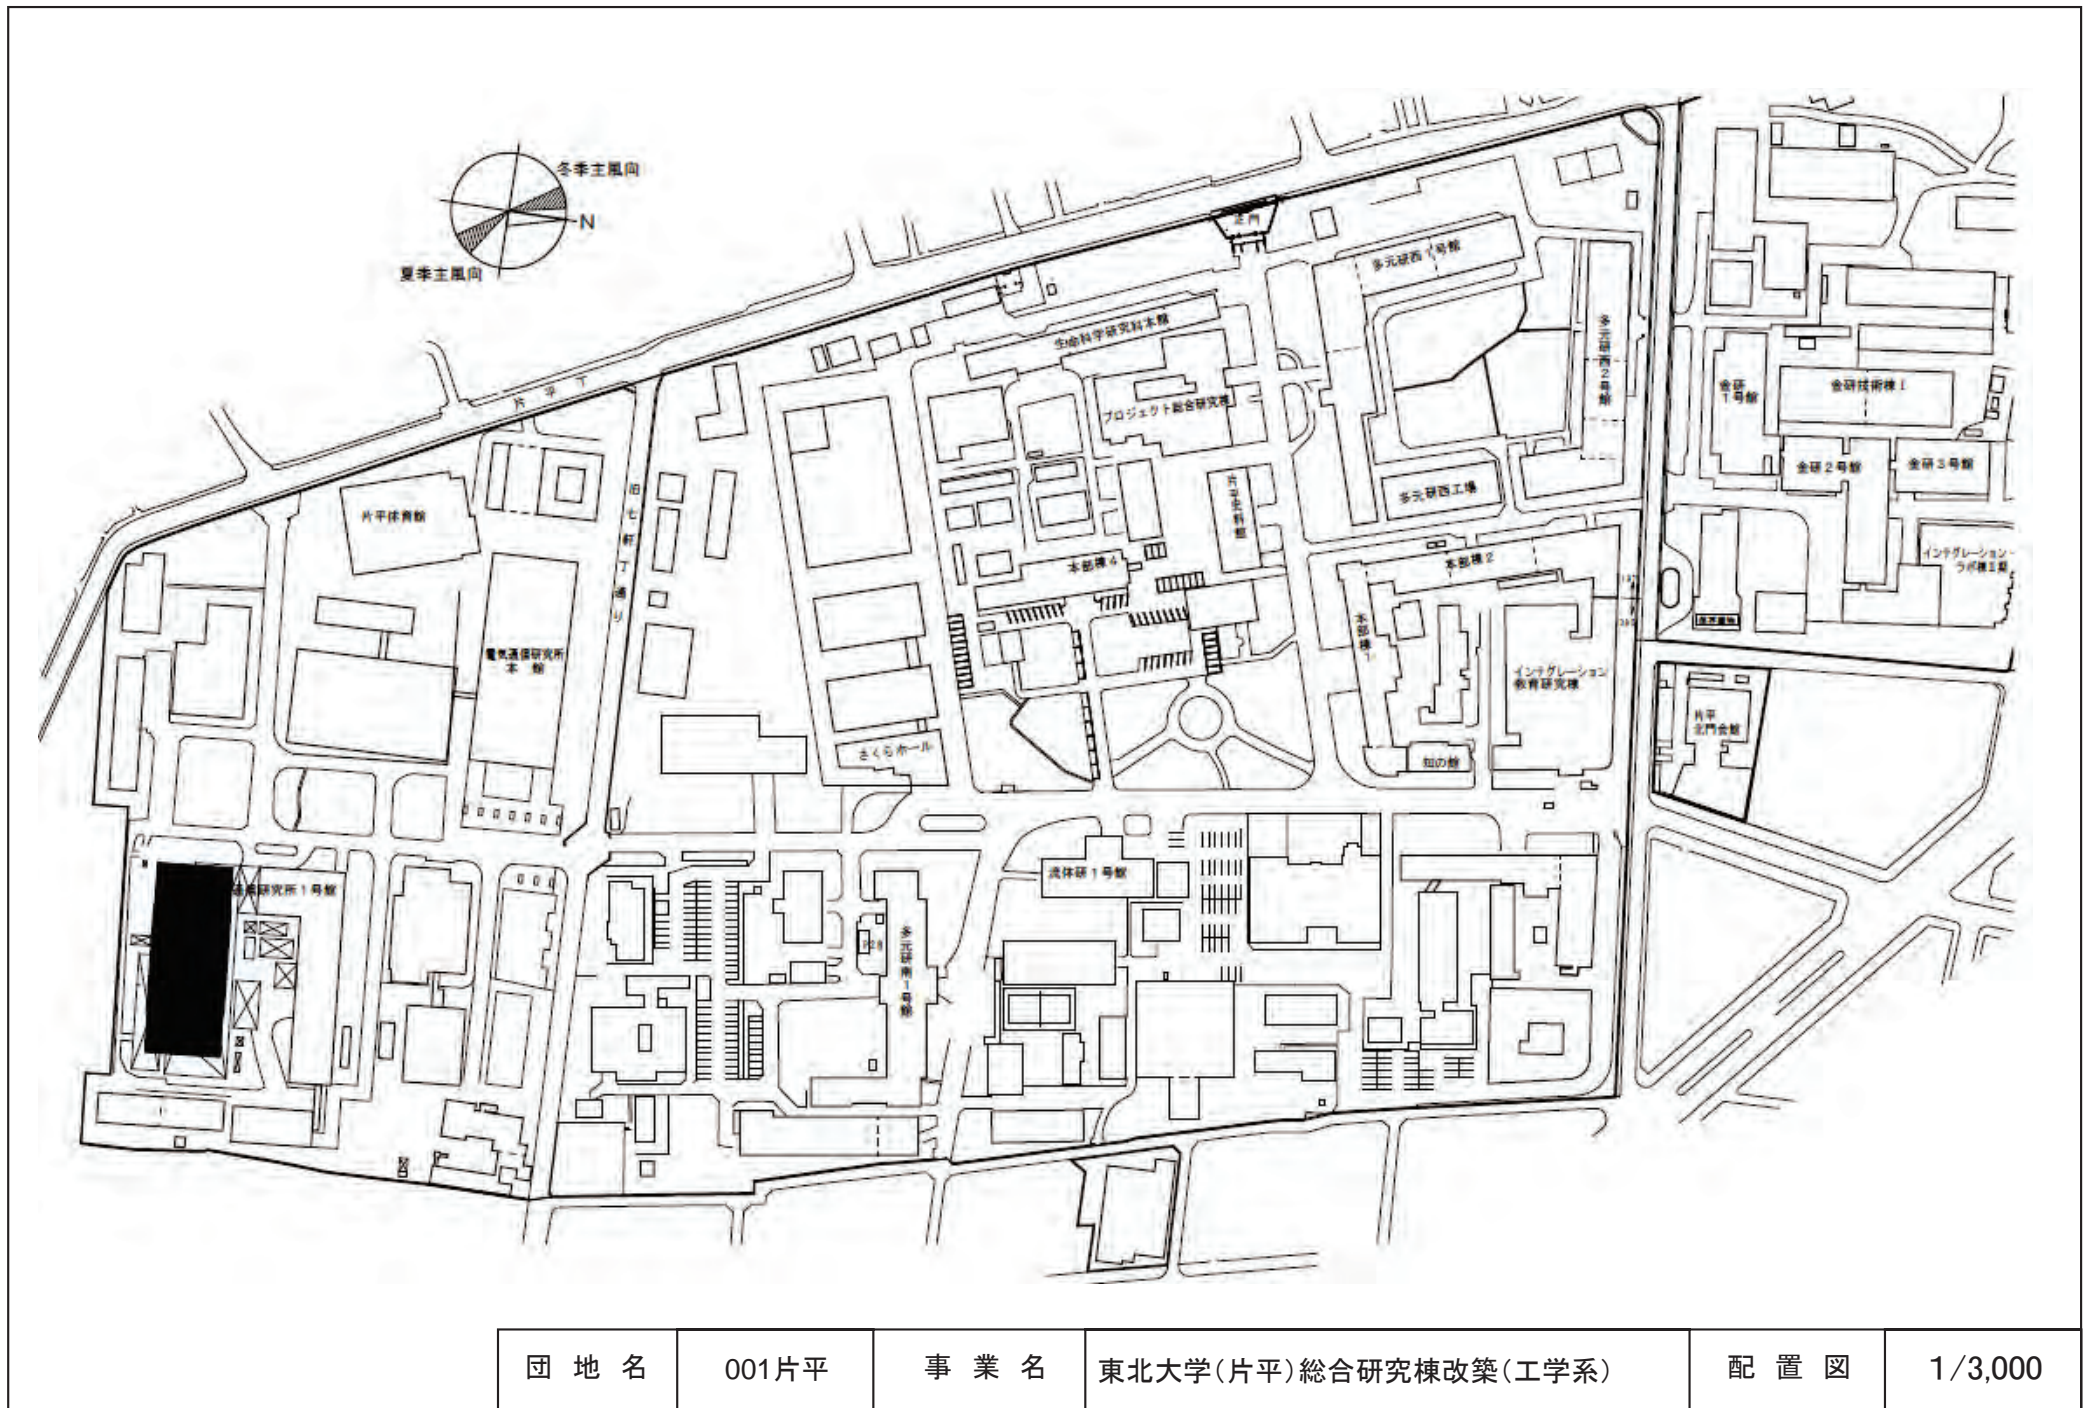 冬季主風向
N
夏季主風向
正門
多元研西1号館
生命科学研究科本館
多元研西2号館
片平丁
プロジェクト総合研究棟
金研
1号館
金研技術棟Ⅰ
金研2号館
金研3号館
片平体育館
旧七軒丁通り
片平史料館
多元研西工場
本部棟4
本部棟2
インテグレーション
ラボ棟Ⅱ期
電気通信研究所
本館
本部棟1
インテグレーション
教育研究棟
片平
北門会館
さくらホール
知の館
研究所1号館
流体研1号館
多元研南1号館
P28
団地名
001片平
事業名
東北大学(片平)総合研究棟改築(工学系)
配置図
1/3,000